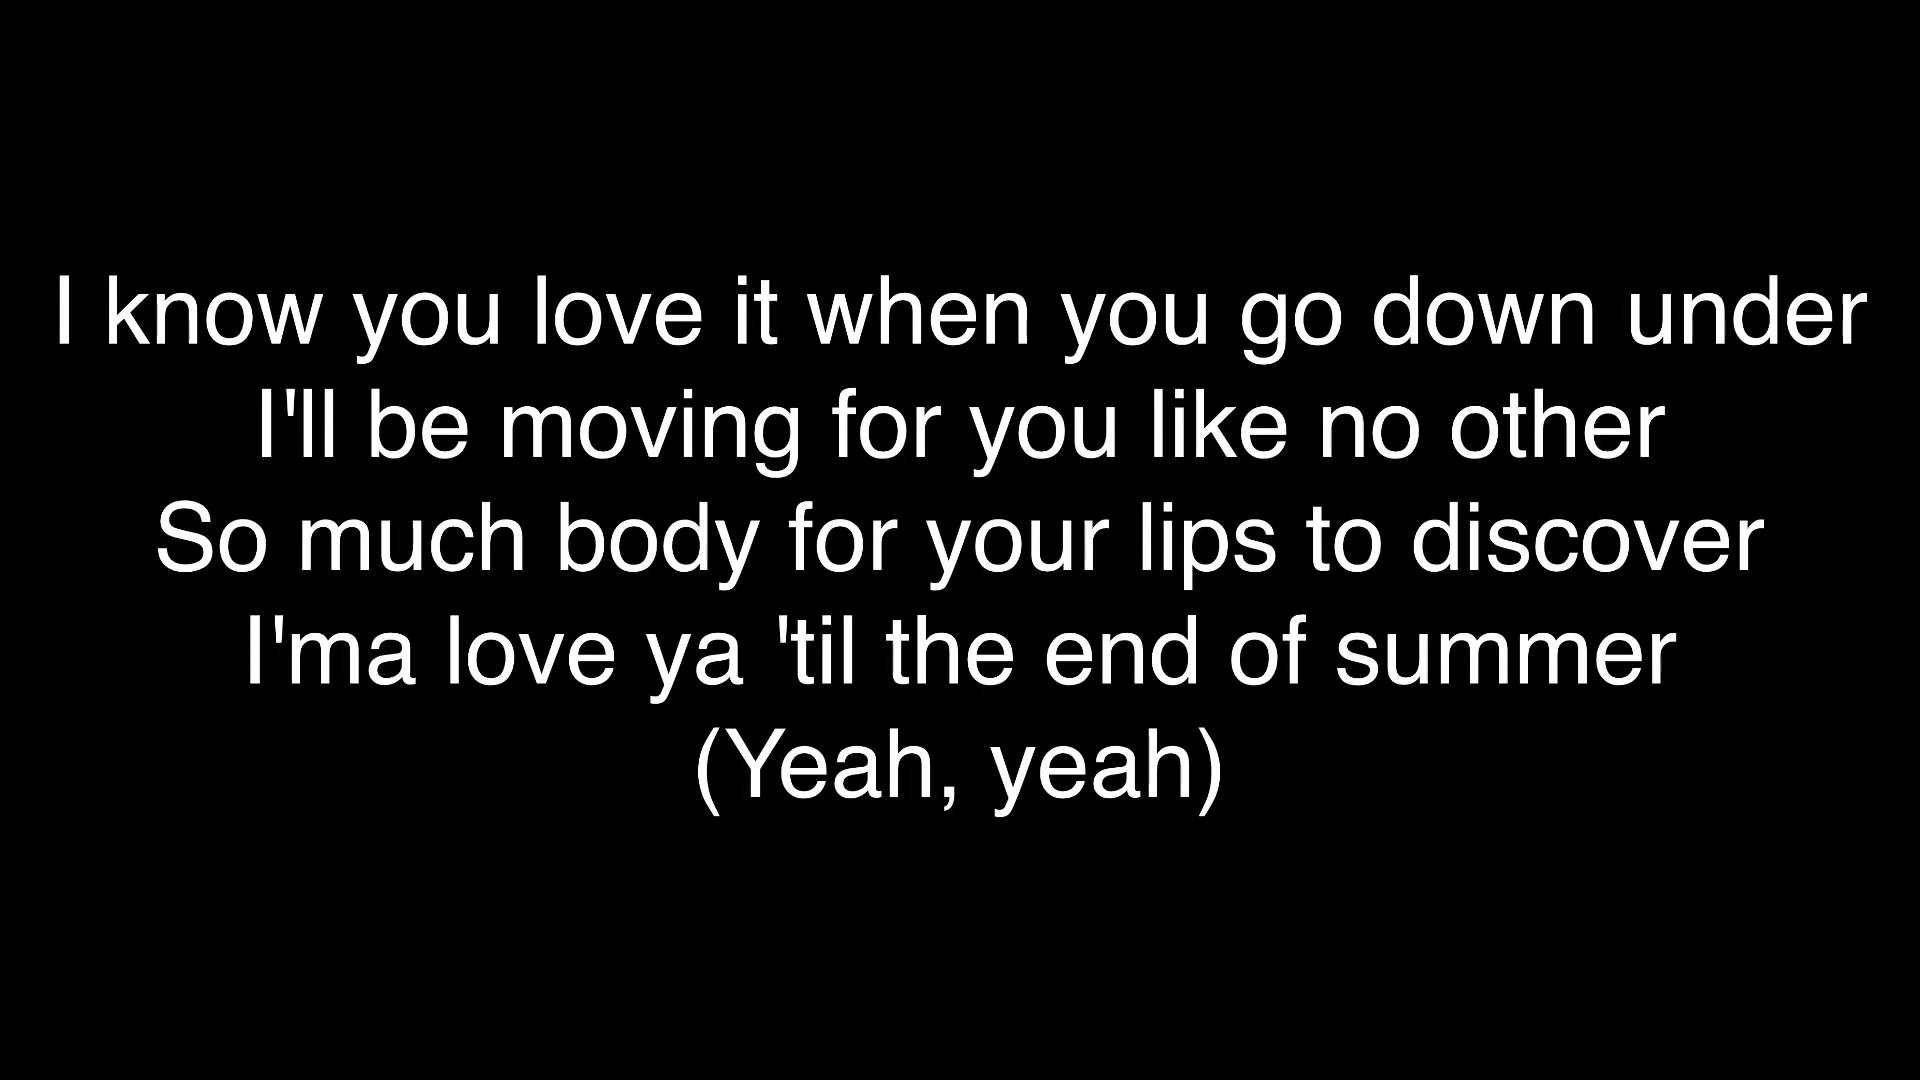 I know you love it when you go down under
I'll be moving for you like no other
So much body for your lips to discover
I'ma love ya 'til the end of summer
(Yeah, yeah)